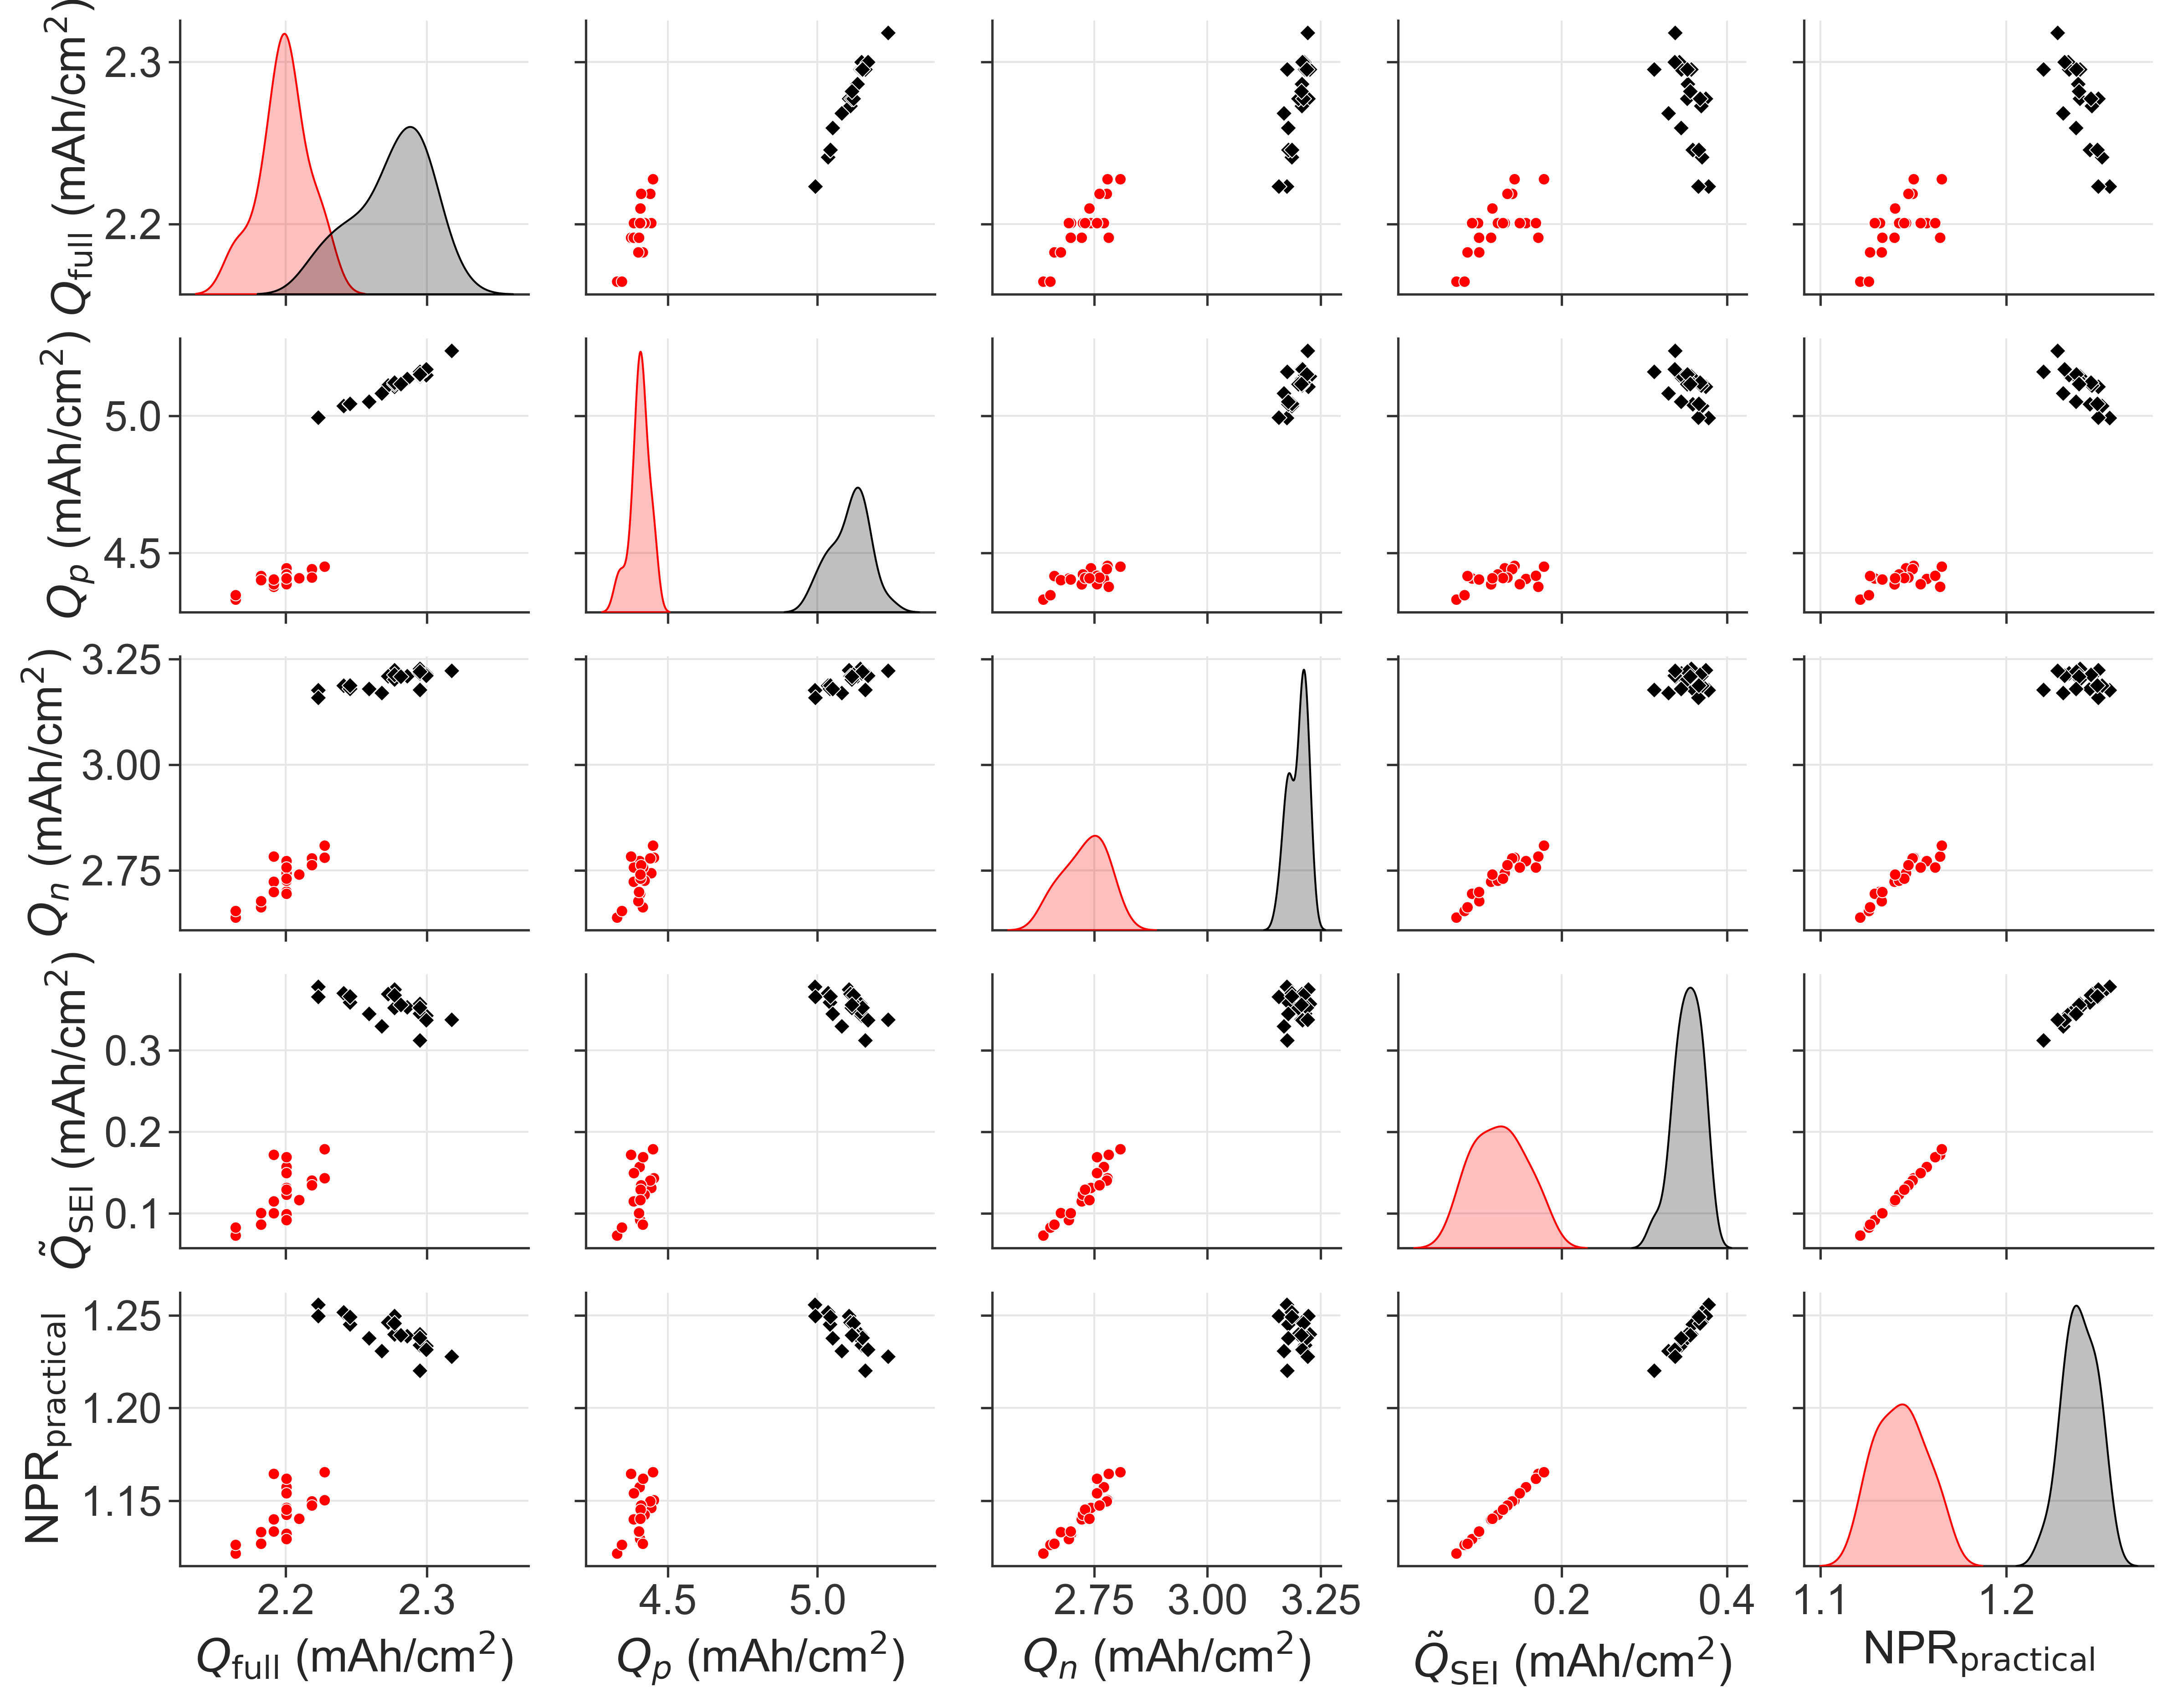 Q_full (mAh/cm²)
2.3
2.2
Q_p (mAh/cm²)
5.0
4.5
Q_n (mAh/cm²)
3.25
3.00
2.75
Q̃_SEI (mAh/cm²)
0.3
0.2
0.1
NPR_practical
1.25
1.20
1.15
2.2 2.3 4.5 5.0 2.75 3.00 3.25 0.2 0.4 1.1 1.2
Q_full (mAh/cm²) Q_p (mAh/cm²) Q_n (mAh/cm²) Q̃_SEI (mAh/cm²) NPR_practical